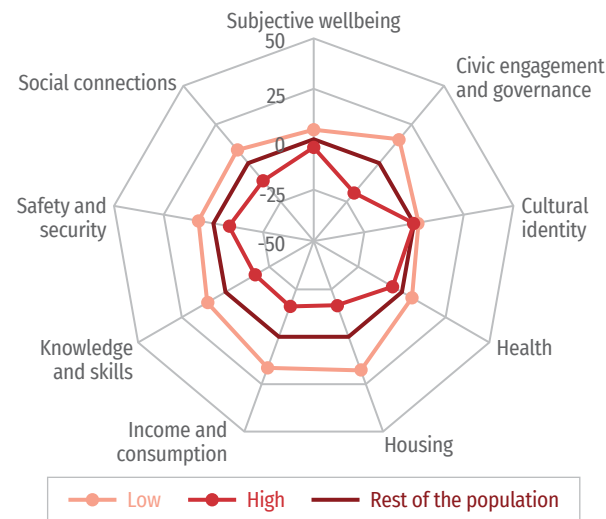 Subjective wellbeing
50
Social connections
Civic engagement
and governance
25
0
Safety and
security
Cultural
identity
-25
-50
Knowledge
and skills
Health
Income and
consumption
Housing
Low
High
Rest of the population